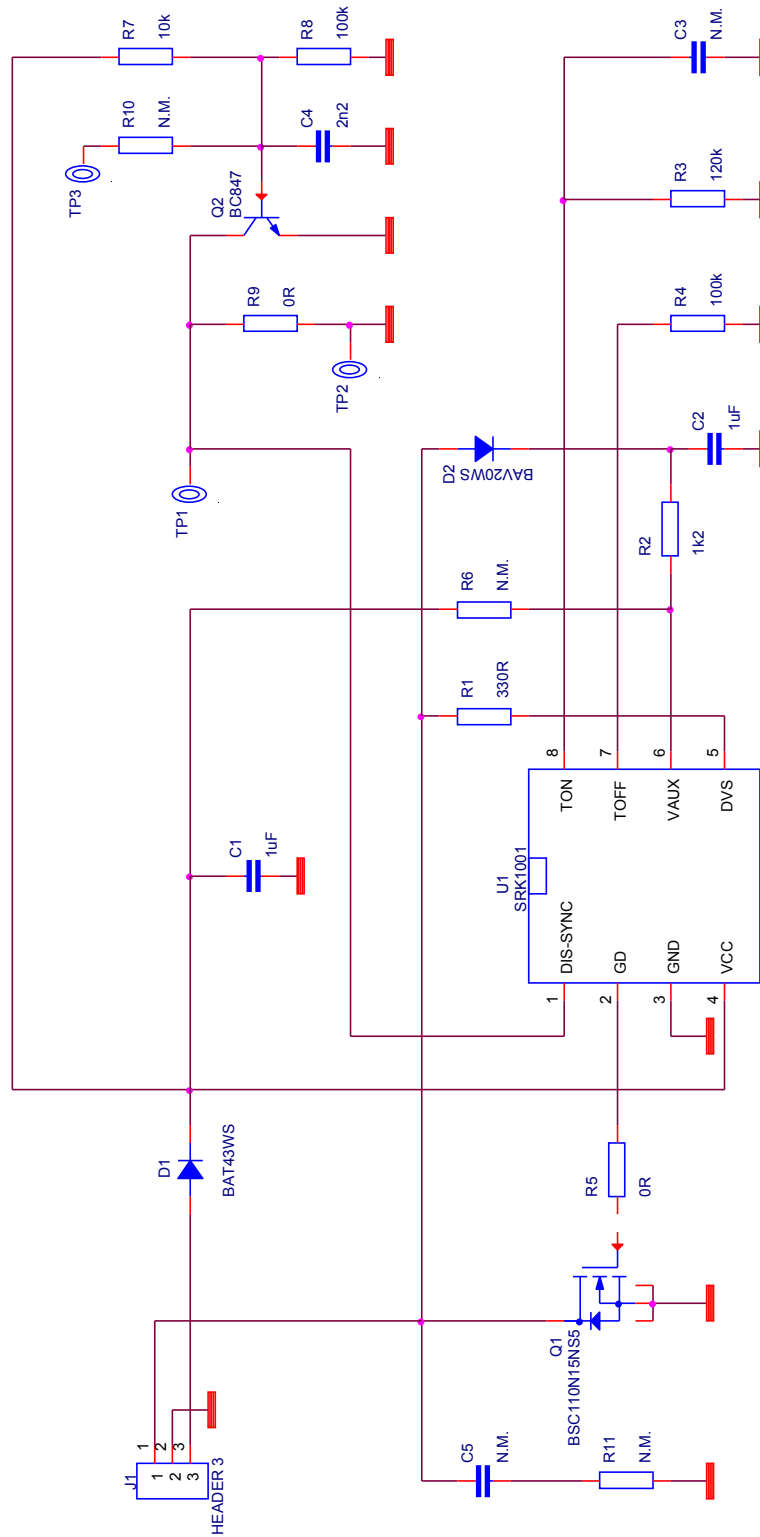 R7
10k
R8
100k
R10
N.M.
C4
2n2
TP3
Q2
BC847
R9
0R
TP2
TP1
C3
N.M.
R3
120k
R4
100k
D2
BAV20WS
C2
1uF
R2
1k2
R6
N.M.
R1
330R
C1
1uF
U1
SRK1001
8
7
6
5
TON
TOFF
VAUX
DVS
DIS-SYNC
GD
GND
VCC
1
2
3
4
D1
BAT43WS
R5
0R
Q1
BSC110N15NS5
J1
HEADER 3
1
2
3
1
2
3
C5
N.M.
R11
N.M.